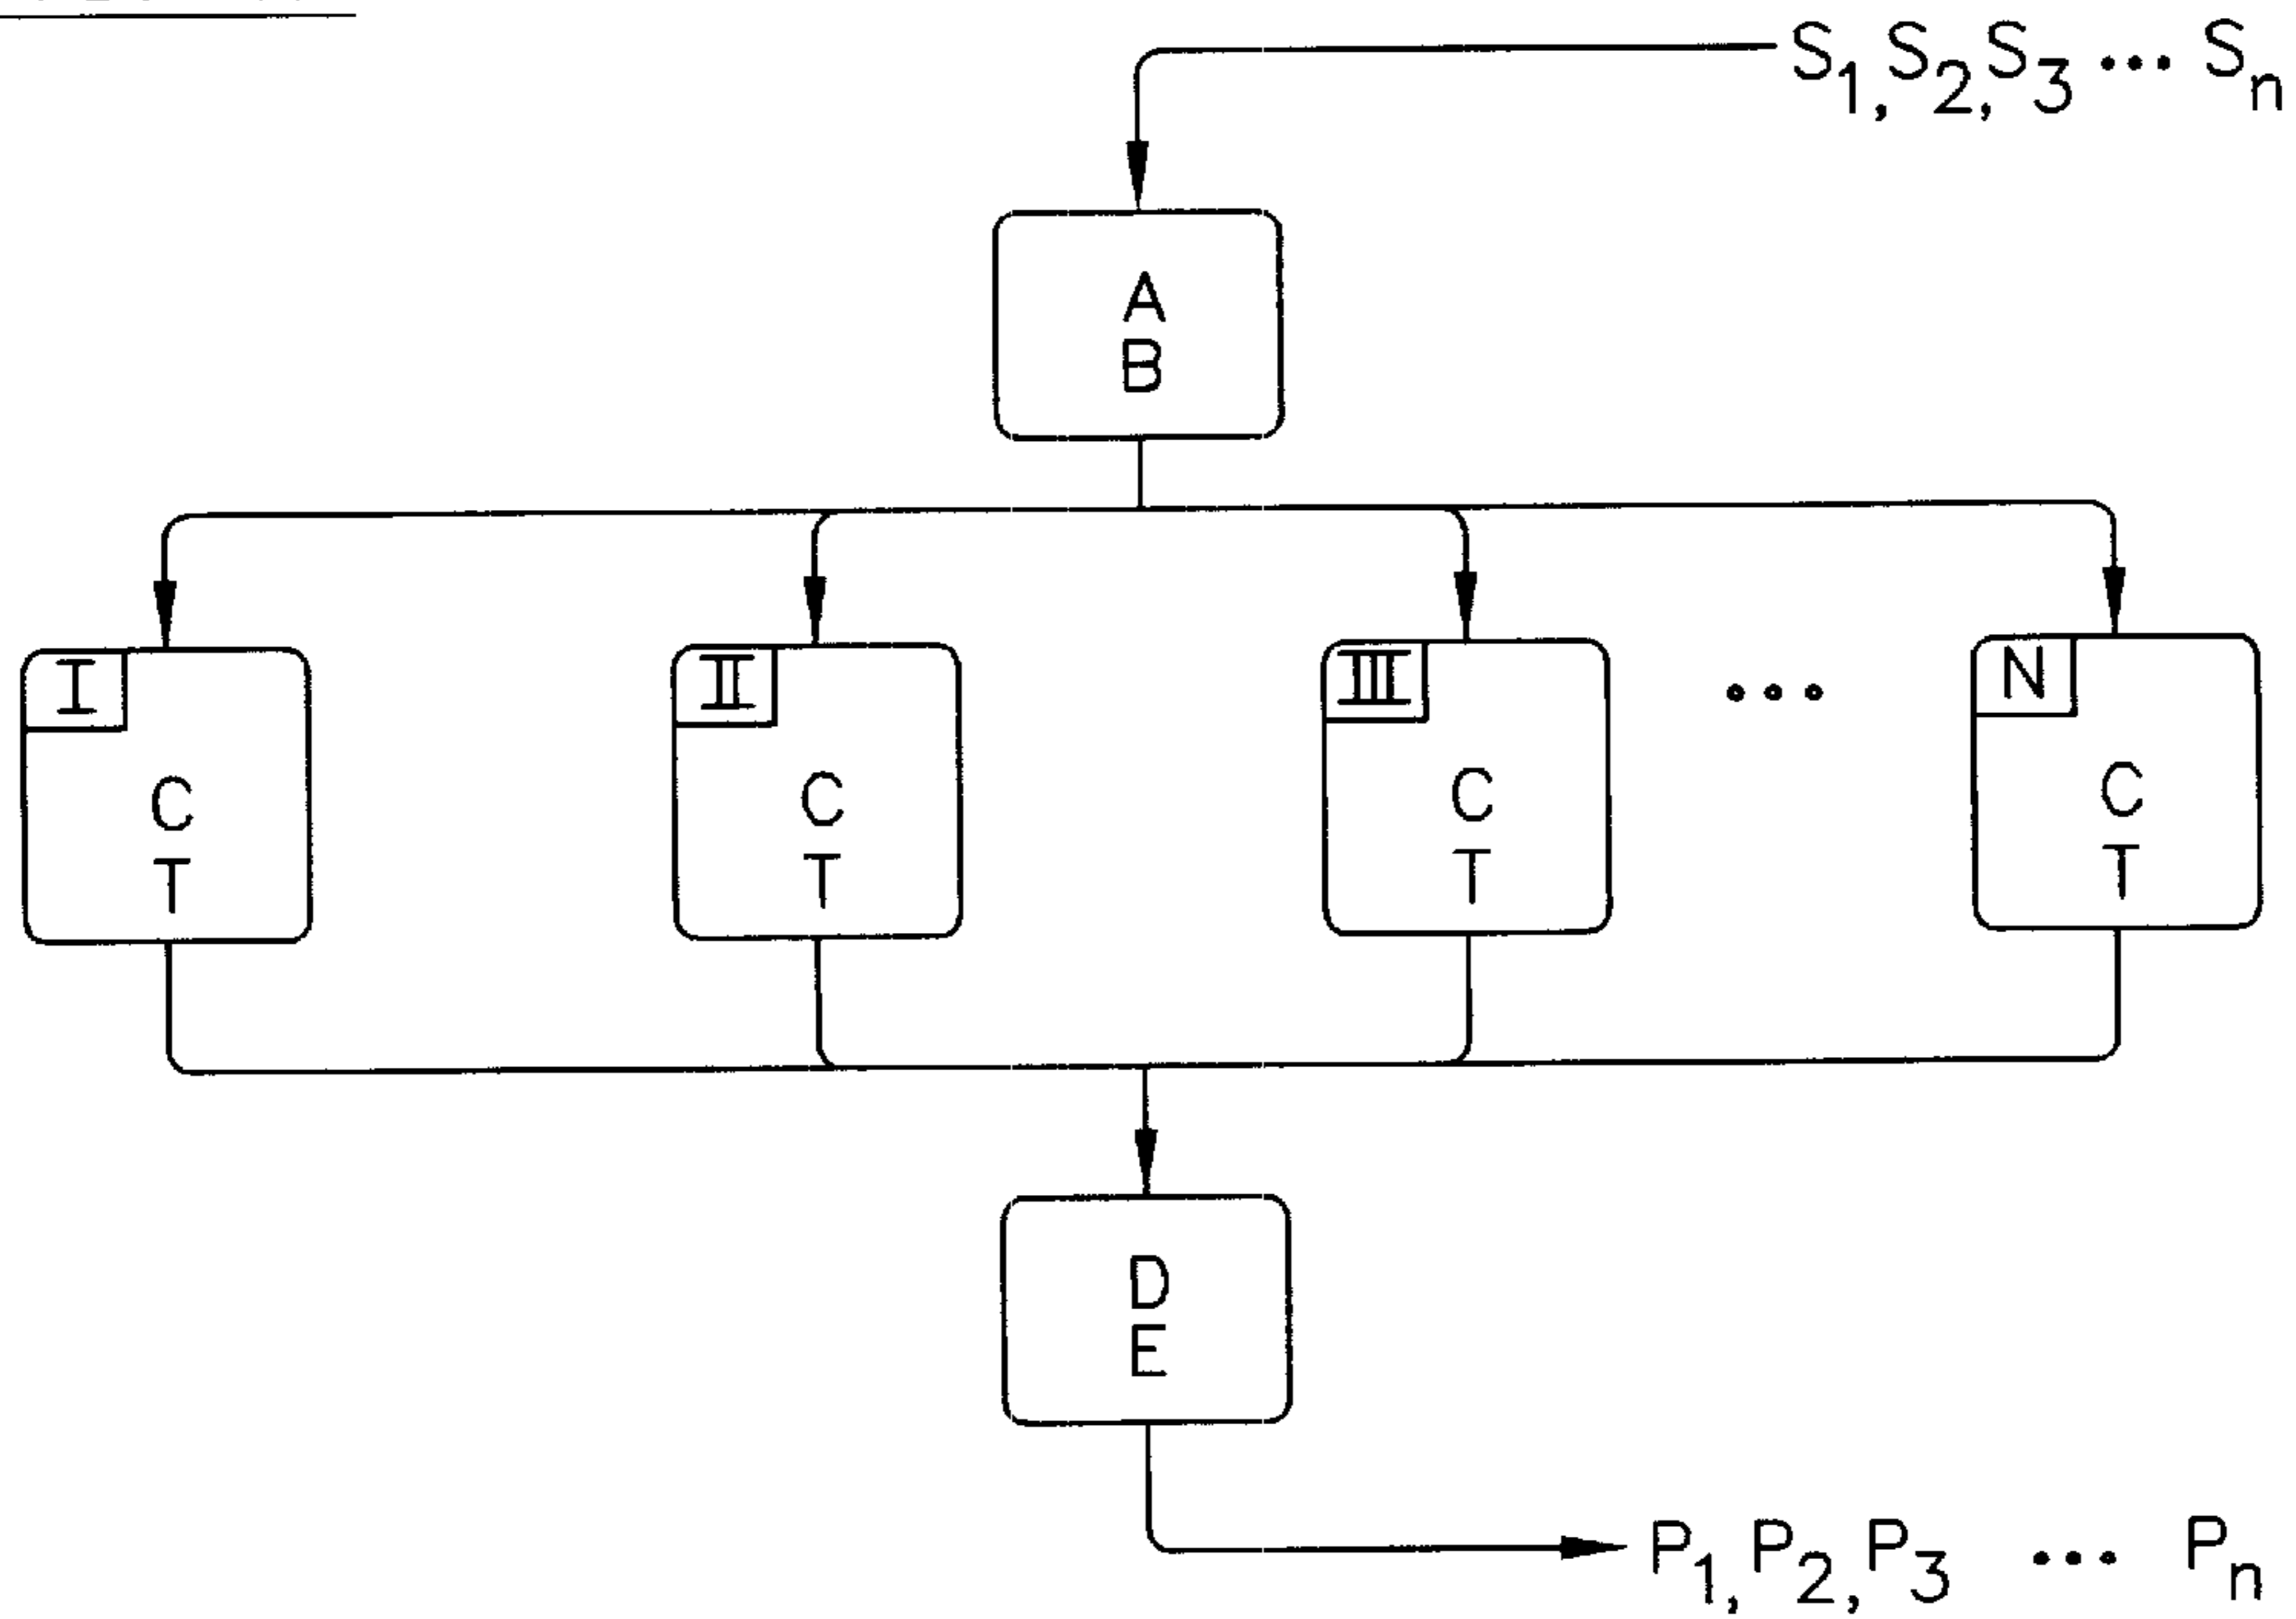 S1,S2,S3 ••• Sn
A
B
I
II
III
•••
N
C
C
C
C
T
T
T
T
D
E
P1,P2,P3 ••• Pn